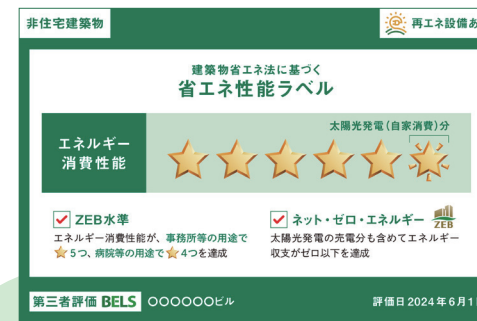 非住宅建築物
再エネ設備あ
建築物省エネ法に基づく
省エネ性能ラベル
太陽光発電(自家消費)分
エネルギー
消費性能
ZEB水準
エネルギー消費性能が、事務所等の用途で
5つ、病院等の用途で4つを達成
ネット・ゼロ・エネルギー
ZEB
太陽光発電の売電分も含めてエネルギー
収支がゼロ以下を達成
第三者評価 BELS 〇〇〇〇〇〇ビル
評価日2024年6月1